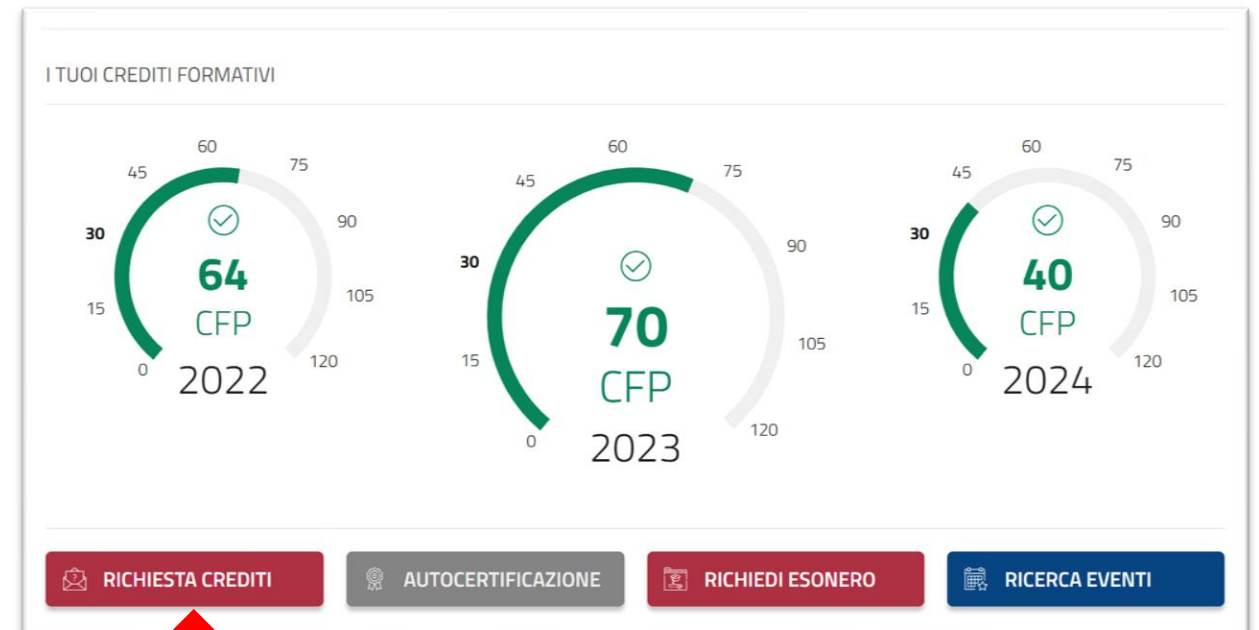 I TUOI CREDITI FORMATIVI
0 15 30 45 60 75 90 105 120
64
CFP
2022
0 15 30 45 60 75 90 105 120
70
CFP
2023
0 15 30 45 60 75 90 105 120
40
CFP
2024
RICHIESTA CREDITI
AUTOCERTIFICAZIONE
RICHIEDI ESONERO
RICERCA EVENTI